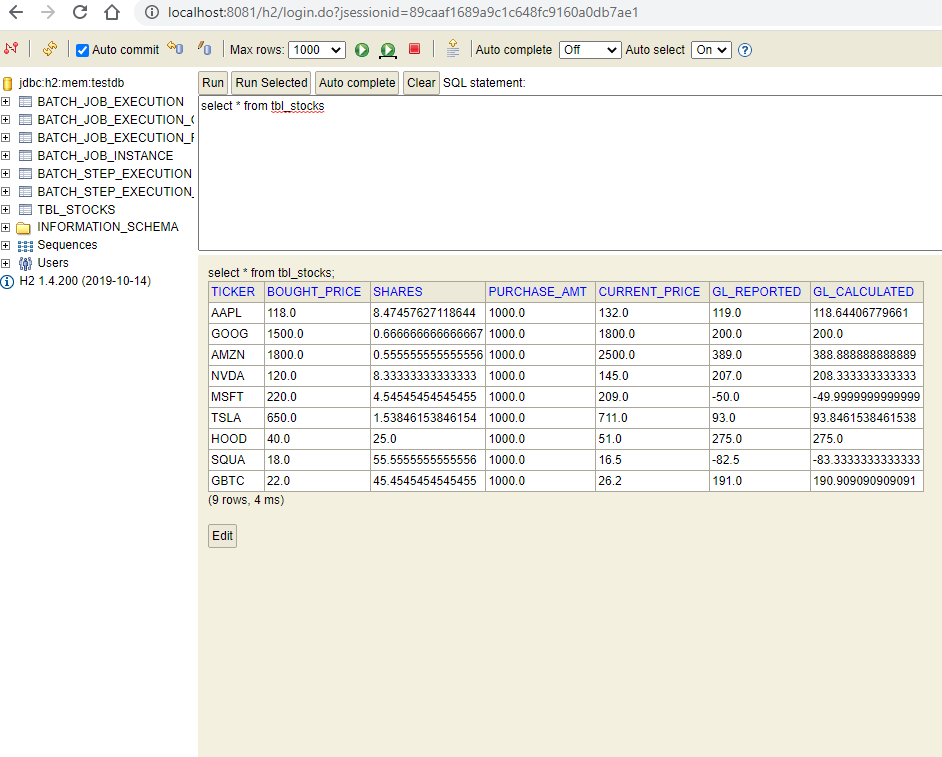 localhost:8081/h2/login.do?jsessionid=89caaf1689a9c1c648fc9160a0db7ae1
Auto commit Max rows: 1000 Auto complete Off Auto select On
jdbc:h2:mem:testdb
BATCH_JOB_EXECUTION
BATCH_JOB_EXECUTION_C
BATCH_JOB_EXECUTION_F
BATCH_JOB_INSTANCE
BATCH_STEP_EXECUTION
BATCH_STEP_EXECUTION_
TBL_STOCKS
INFORMATION_SCHEMA
Sequences
Users
H2 1.4.200 (2019-10-14)
Run Run Selected Auto complete Clear SQL statement:
select * from tbl_stocks
select * from tbl_stocks;
TICKER BOUGHT_PRICE SHARES PURCHASE_AMT CURRENT_PRICE GL_REPORTED GL_CALCULATED
AAPL 118.0 8.47457627118644 1000.0 132.0 119.0 118.64406779661
GOOG 1500.0 0.666666666666667 1000.0 1800.0 200.0 200.0
AMZN 1800.0 0.555555555555556 1000.0 2500.0 389.0 388.888888888889
NVDA 120.0 8.33333333333333 1000.0 145.0 207.0 208.333333333333
MSFT 220.0 4.54545454545455 1000.0 209.0 -50.0 -49.9999999999999
TSLA 650.0 1.53846153846154 1000.0 711.0 93.0 93.8461538461538
HOOD 40.0 25.0 1000.0 51.0 275.0 275.0
SQUA 18.0 55.5555555555556 1000.0 16.5 -82.5 -83.3333333333333
GBTC 22.0 45.4545454545455 1000.0 26.2 191.0 190.909090909091
(9 rows, 4 ms)
Edit